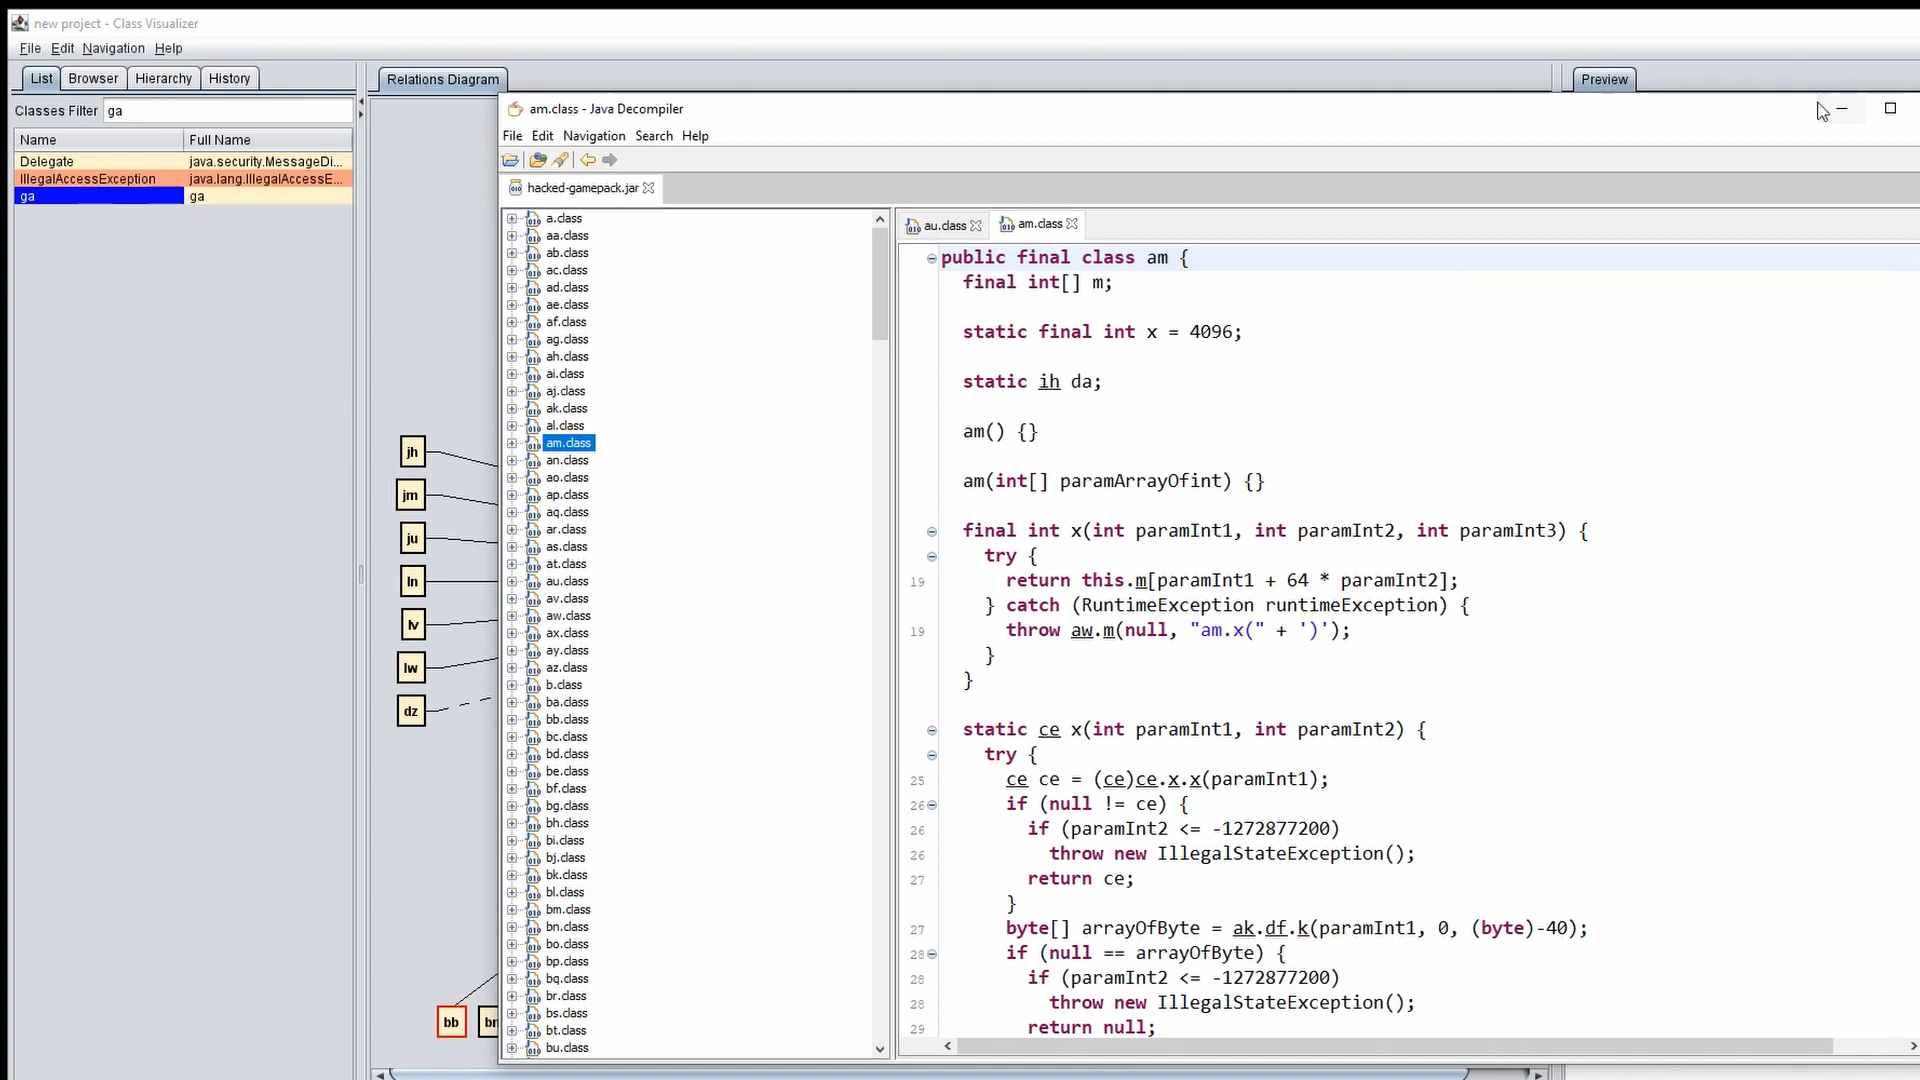 new project - Class Visualizer
File Edit Navigation Help
List Browser Hierarchy History
Relations Diagram
Preview
Classes Filter ga
Name Full Name
Delegate java.security.MessageDi...
IllegalAccessException java.lang.IllegalAccessE...
ga ga
jh
jm
ju
ln
lv
lw
dz
bb
am.class - Java Decompiler
File Edit Navigation Search Help
hacked-gamepack.jar
a.class
aa.class
ab.class
ac.class
ad.class
ae.class
af.class
ag.class
ah.class
ai.class
aj.class
ak.class
al.class
am.class
an.class
ao.class
ap.class
aq.class
ar.class
as.class
at.class
au.class
av.class
aw.class
ax.class
ay.class
az.class
b.class
ba.class
bb.class
bc.class
bd.class
be.class
bf.class
bg.class
bh.class
bi.class
bj.class
bk.class
bl.class
bm.class
bn.class
bo.class
bp.class
bq.class
br.class
bs.class
bt.class
bu.class
au.class am.class
public final class am {
final int[] m;
static final int x = 4096;
static ih da;
am() {}
am(int[] paramArrayOfint) {}
final int x(int paramInt1, int paramInt2, int paramInt3) {
try {
19 return this.m[paramInt1 + 64 * paramInt2];
} catch (RuntimeException runtimeException) {
19 throw aw.m(null, "am.x(" + ')');
}
}
static ce x(int paramInt1, int paramInt2) {
try {
25 ce ce = (ce)ce.x.x(paramInt1);
26 if (null != ce) {
26 if (paramInt2 <= -1272877200)
26 throw new IllegalStateException();
27 return ce;
}
27 byte[] arrayOfByte = ak.df.k(paramInt1, 0, (byte)-40);
28 if (null == arrayOfByte) {
28 if (paramInt2 <= -1272877200)
28 throw new IllegalStateException();
29 return null;